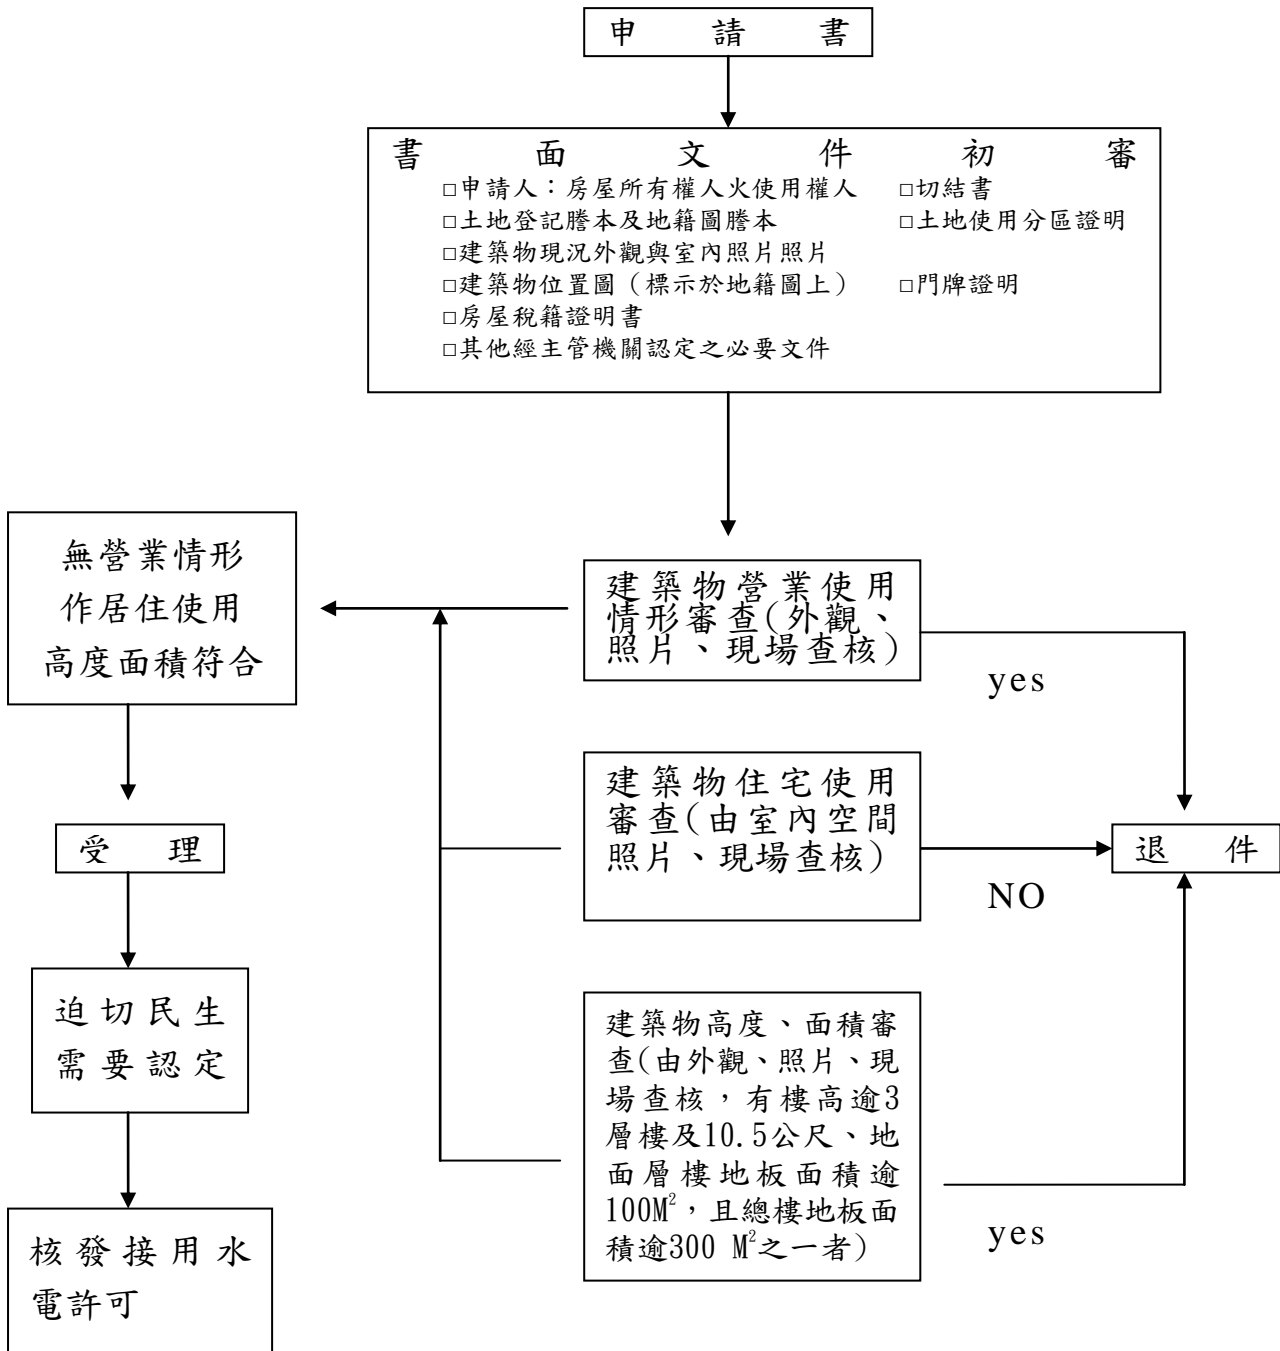 申請書
書面文件初審
□申請人：房屋所有權人火使用權人 □切結書
□土地登記謄本及地籍圖謄本 □土地使用分區證明
□建築物現況外觀與室內照片照片
□建築物位置圖（標示於地籍圖上） □門牌證明
□房屋稅籍證明書
□其他經主管機關認定之必要文件
無營業情形
作居住使用
高度面積符合
建築物營業使用
情形審查(外觀、
照片、現場查核)
yes
建築物住宅使用
審查(由室內空間
照片、現場查核)
NO
退件
受理
迫切民生
需要認定
建築物高度、面積審
查(由外觀、照片、現
場查核，有樓高逾3
層樓及10.5公尺、地
面層樓地板面積逾
100M²，且總樓地板面
積逾300 M²之一者)
yes
核發接用水
電許可